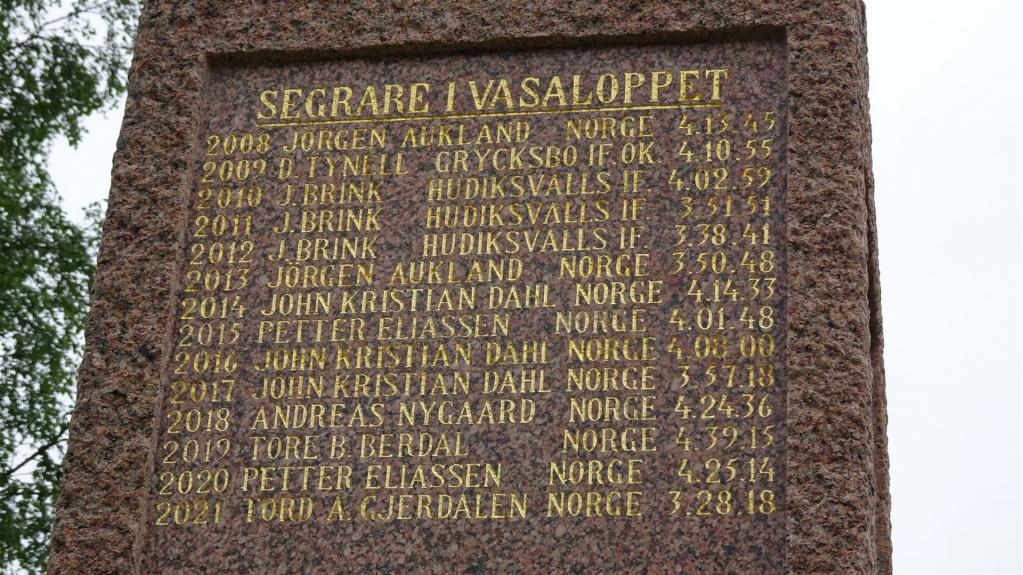 SEGRARE I VASALOPPET
2008 JÖRGEN AUKLAND NORGE 4.13.45
2009 D. TYNELL GRYCKSBO IF OK. 4.10.55
2010 J. BRINK HUDIKSVALLS IF. 4.02.59
2011 J. BRINK HUDIKSVALLS IF. 3.51.51
2012 J. BRINK HUDIKSVALLS IF. 3.38.41
2013 JÖRGEN AUKLAND NORGE 3.50.48
2014 JOHN KRISTIAN DAHL NORGE 4.14.33
2015 PETTER ELIASSEN NORGE 4.01.48
2016 JOHN KRISTIAN DAHL NORGE 4.08.00
2017 JOHN KRISTIAN DAHL NORGE 3.57.18
2018 ANDREAS NYGAARD NORGE 4.24.36
2019 TORE B. BERDAL NORGE 4.39.15
2020 PETTER ELIASSEN NORGE 4.25.14
2021 TORD A. GJERDALEN NORGE 3.28.18